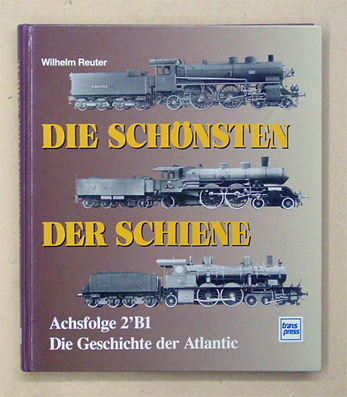 Wilhelm Reuter
DIE SCHÖNSTEN
DER SCHIENE
Achsfolge 2'B1
Die Geschichte der Atlantic
trans
press